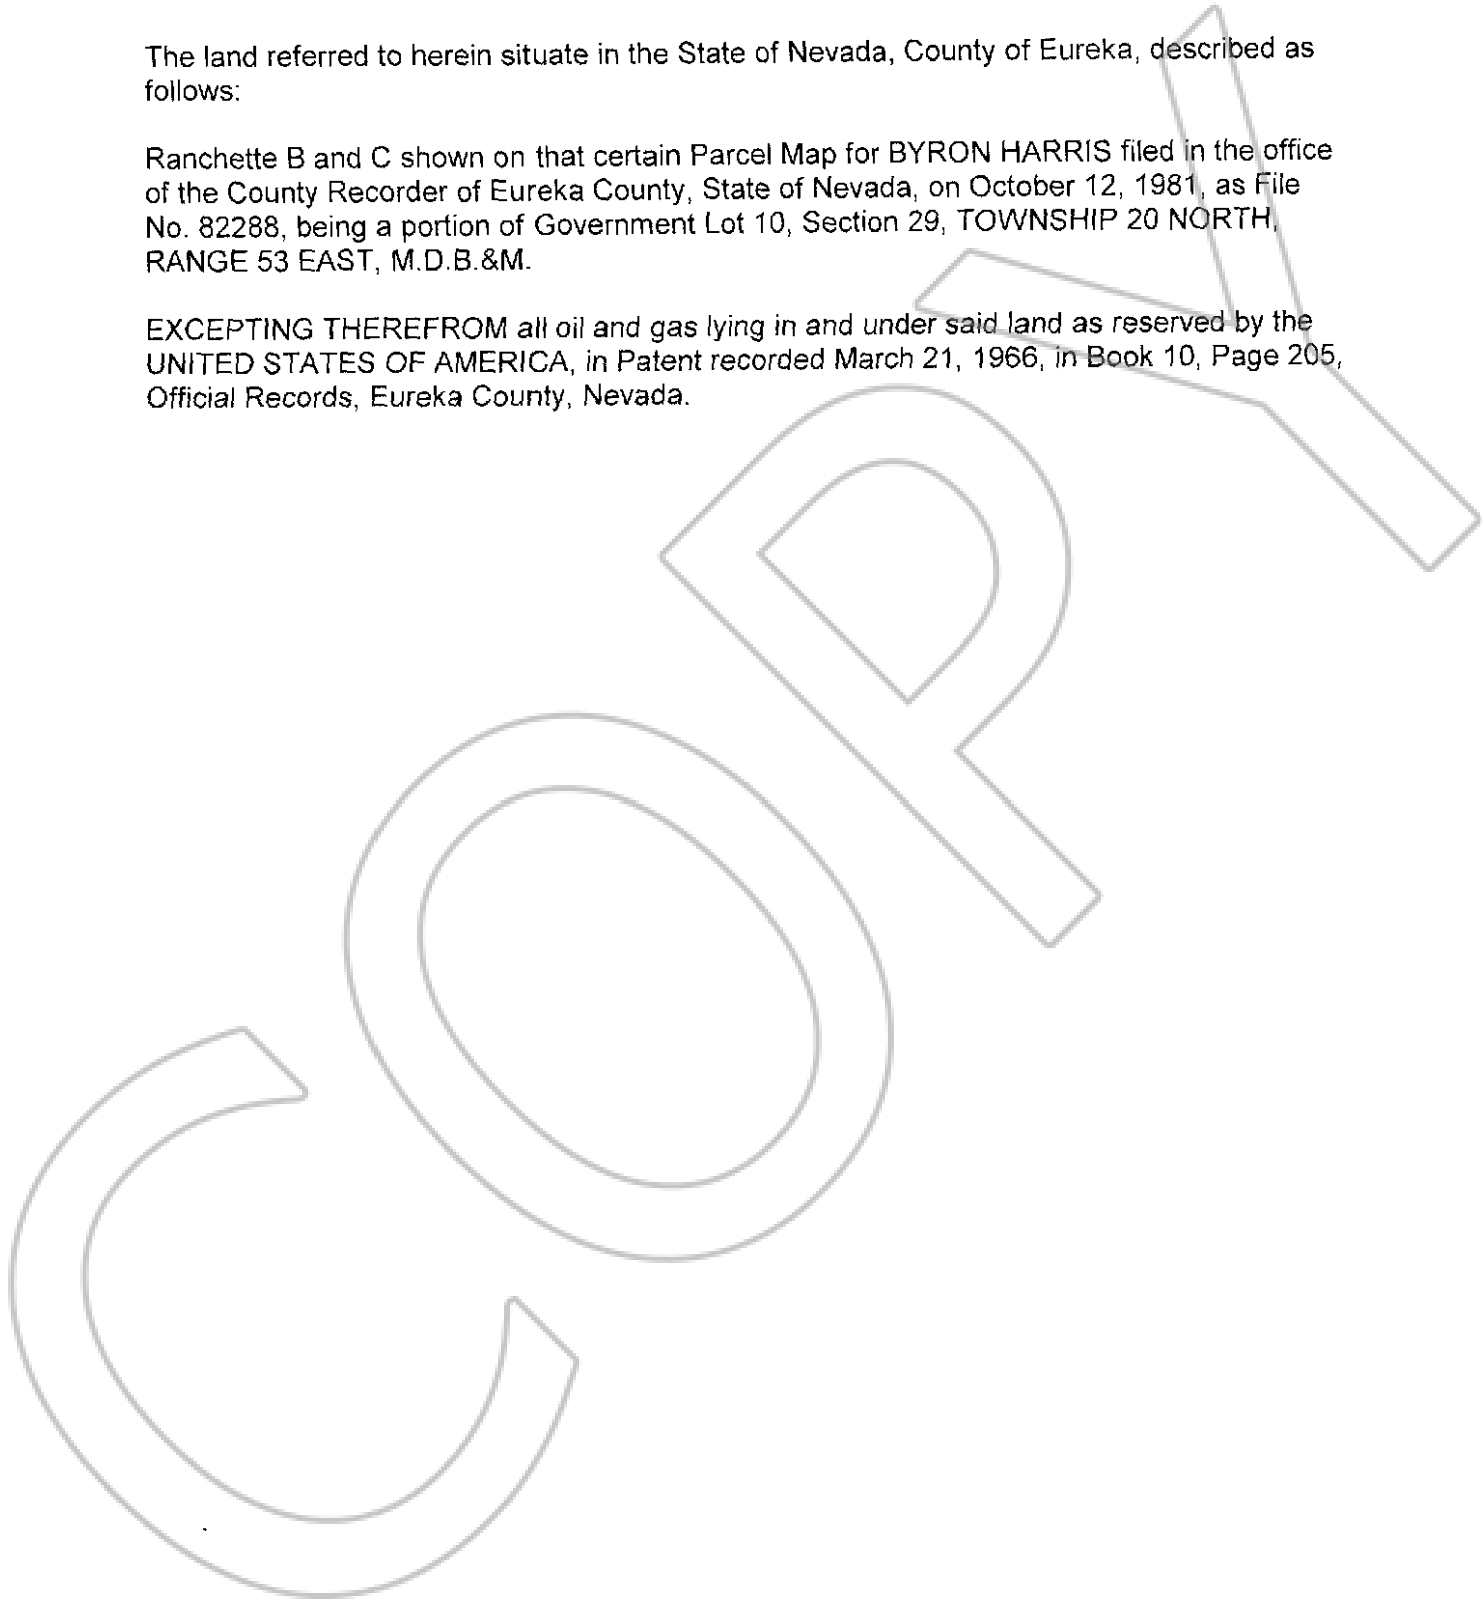 The land referred to herein situate in the State of Nevada, County of Eureka, described as
follows:
Ranchette B and C shown on that certain Parcel Map for BYRON HARRIS filed in the office
of the County Recorder of Eureka County, State of Nevada, on October 12, 1981, as File
No. 82288, being a portion of Government Lot 10, Section 29, TOWNSHIP 20 NORTH,
RANGE 53 EAST, M.D.B.&M.
EXCEPTING THEREFROM all oil and gas lying in and under said land as reserved by the
UNITED STATES OF AMERICA, in Patent recorded March 21, 1966, in Book 10, Page 205,
Official Records, Eureka County, Nevada.
COPY